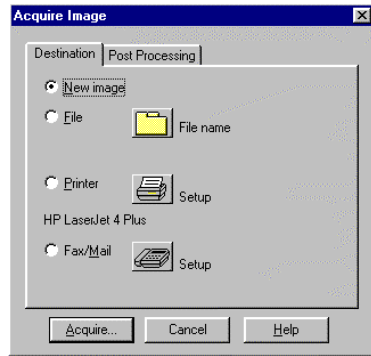 Acquire Image
Destination Post Processing
New image
File
File name
Printer
Setup
HP LaserJet 4 Plus
Fax/Mail
Setup
Acquire... Cancel Help